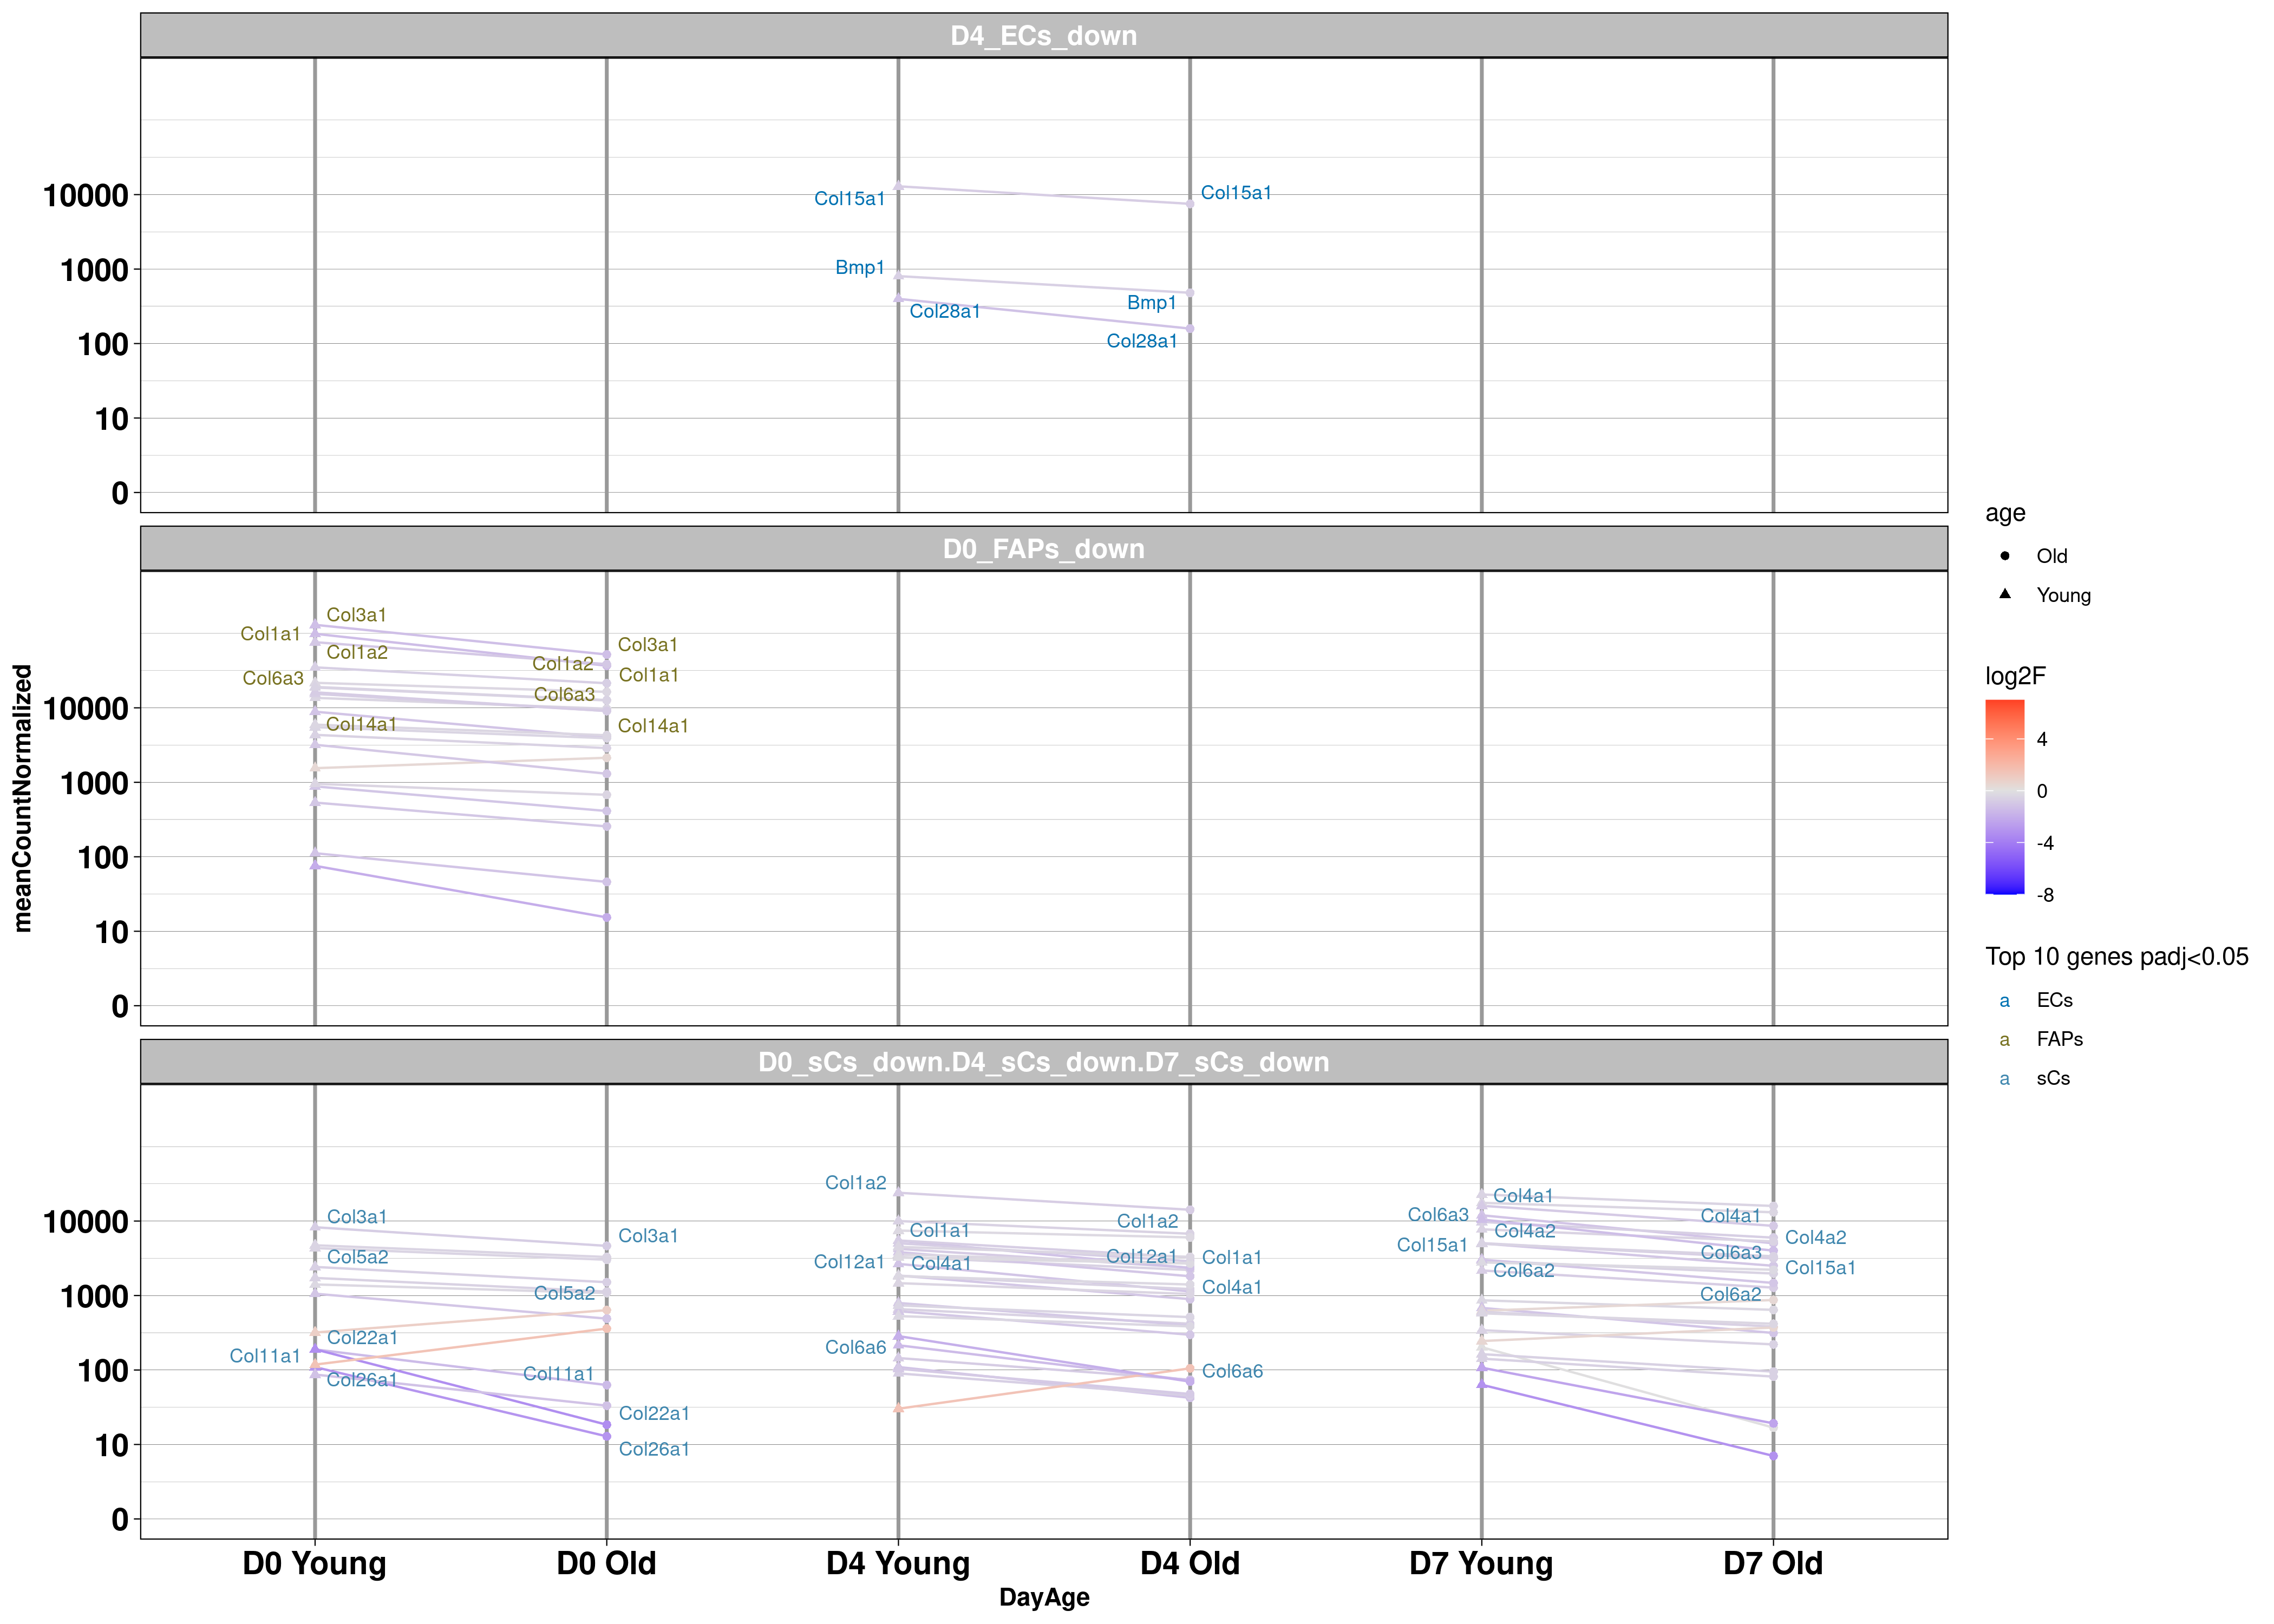 D4_ECs_down
10000
1000
100
10
0
Col15a1
Col15a1
Bmp1
Bmp1
Col28a1
Col28a1
D0_FAPs_down
10000
1000
100
10
0
Col3a1
Col1a1
Col1a2
Col6a3
Col14a1
Col3a1
Col1a2
Col1a1
Col6a3
Col14a1
meanCountNormalized
D0_sCs_down.D4_sCs_down.D7_sCs_down
10000
1000
100
10
0
Col3a1
Col5a2
Col22a1
Col11a1
Col26a1
Col3a1
Col5a2
Col11a1
Col22a1
Col26a1
Col1a2
Col1a1
Col12a1
Col4a1
Col6a6
Col1a2
Col12a1
Col1a1
Col4a1
Col6a6
Col4a1
Col6a3
Col4a2
Col15a1
Col6a2
Col4a1
Col4a2
Col6a3
Col15a1
Col6a2
D0 Young
D0 Old
D4 Young
D4 Old
D7 Young
D7 Old
DayAge
age
Old
Young
log2F
4
0
-4
-8
Top 10 genes padj<0.05
a ECs
a FAPs
a sCs